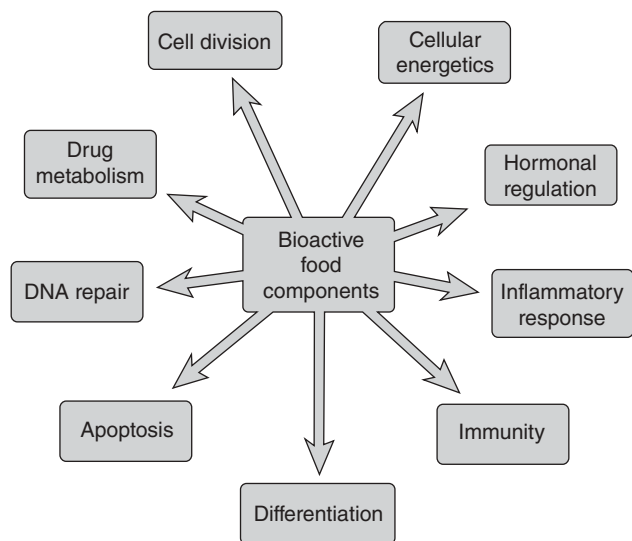 Cell division
Cellular
energetics
Drug
metabolism
Hormonal
regulation
Bioactive
food
components
DNA repair
Inflammatory
response
Apoptosis
Immunity
Differentiation